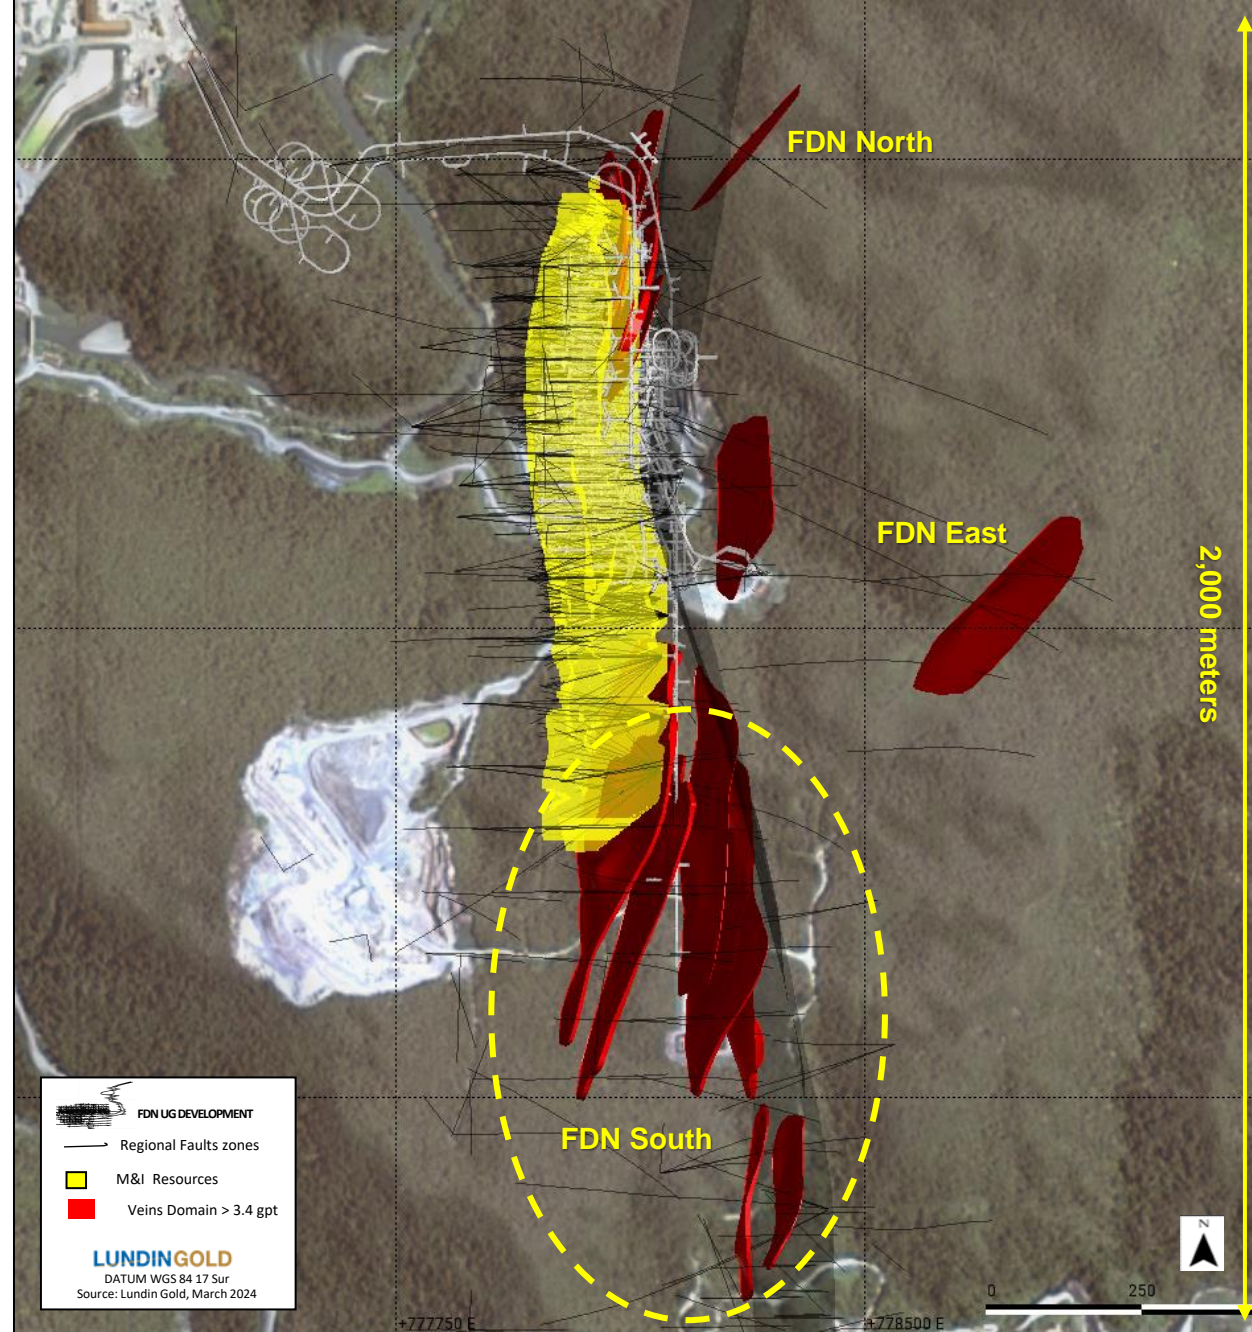 FDN North
FDN East
2,000 meters
FDN South
FDN UG DEVELOPMENT
Regional Faults zones
M&I Resources
Veins Domain > 3.4 gpt
LUNDINGOLD
DATUM WGS 84 17 Sur
Source: Lundin Gold, March 2024
N
0 250
+777750 E
+778500 E